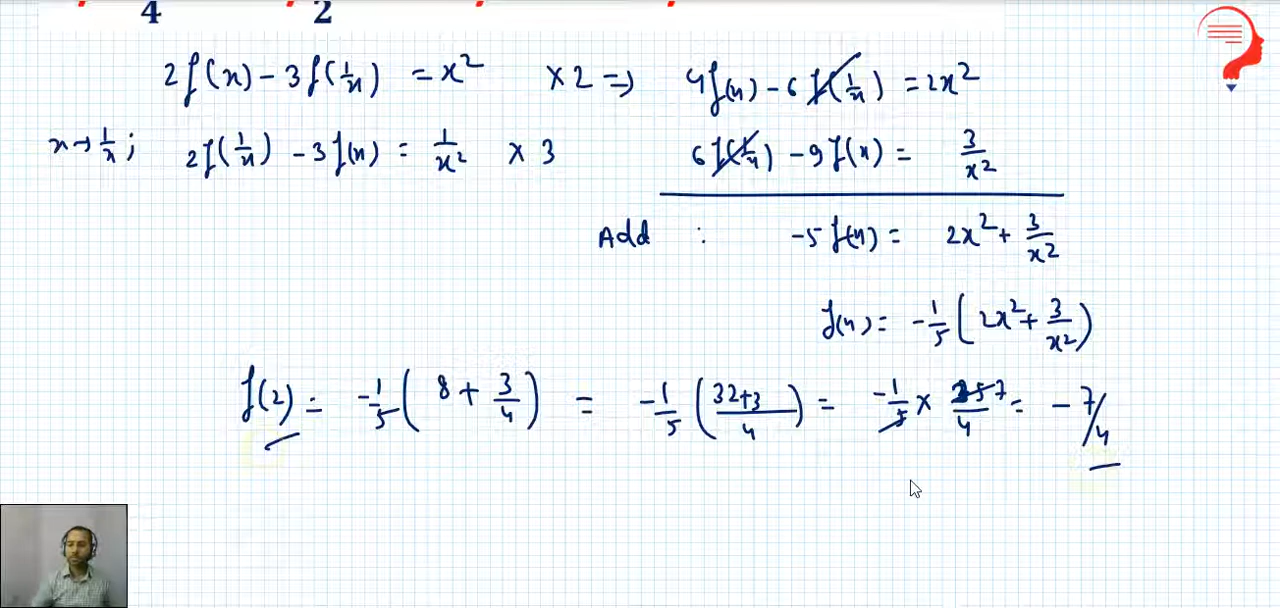 4 2
2f(x) - 3f(1/x) = x² ×2 => 4f(x) - 6f(1/x) = 2x²
x→1/x; 2f(1/x) - 3f(x) = 1/x² × 3 6f(1/x) - 9f(x) = 3/x²
Add : -5f(x) = 2x² + 3/x²
f(x) = -1/5 (2x² + 3/x²)
f(2) = -1/5 (8 + 3/4) = -1/5 ((32+3)/4) = -1/5 × 35 7/4 = -7/4